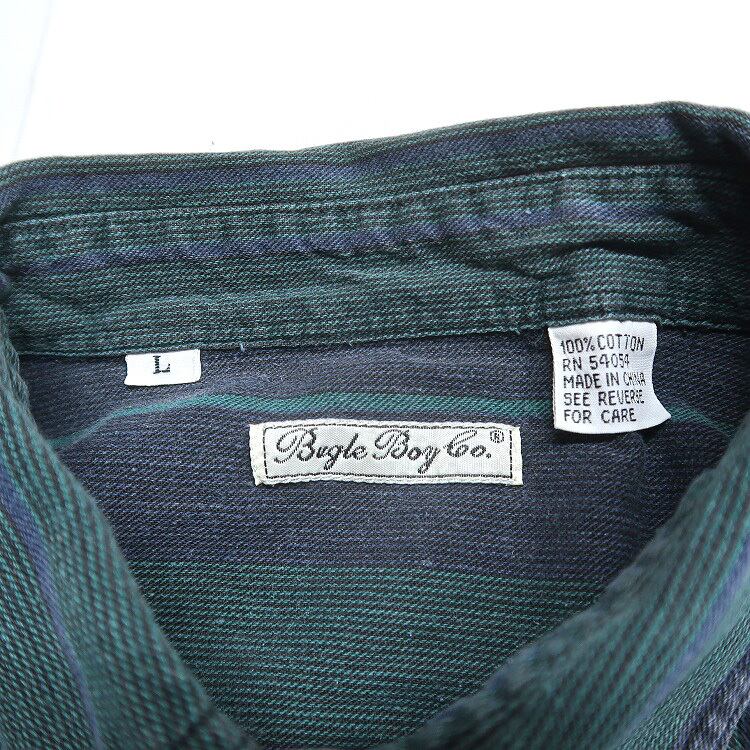 L
100% COTTON
RN 54054
MADE IN CHINA
SEE REVERSE
FOR CARE
Bugle Boy Co.®